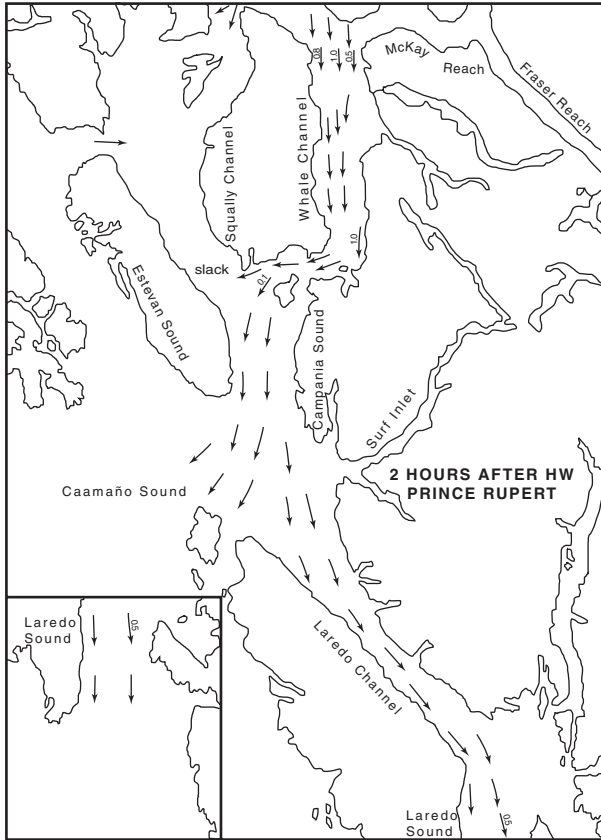 0.8
1.0
0.5
McKay
Reach
Fraser Reach
Squally Channel
Whale Channel
1.0
slack
0.1
Estevan Sound
Campania Sound
Surf Inlet
2 HOURS AFTER HW
PRINCE RUPERT
Caamaño Sound
Laredo
Sound
0.5
Laredo Channel
Laredo
Sound
0.5